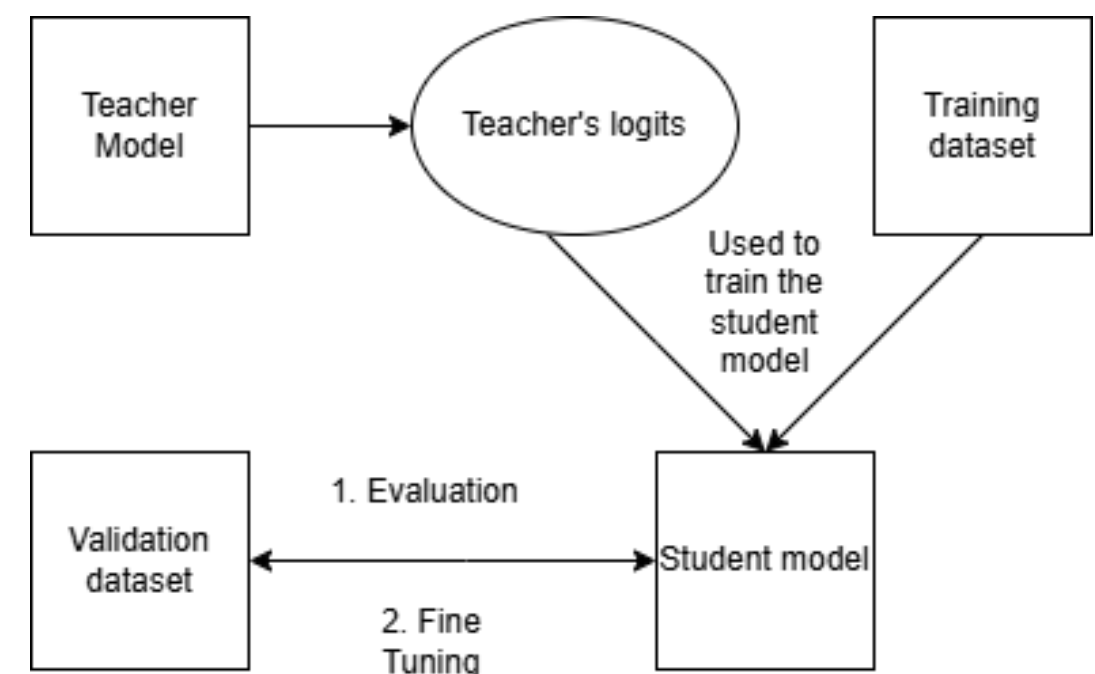 Teacher
Model
Teacher's logits
Training
dataset
Used to
train the
student
model
Validation
dataset
1. Evaluation
2. Fine
Tuning
Student model